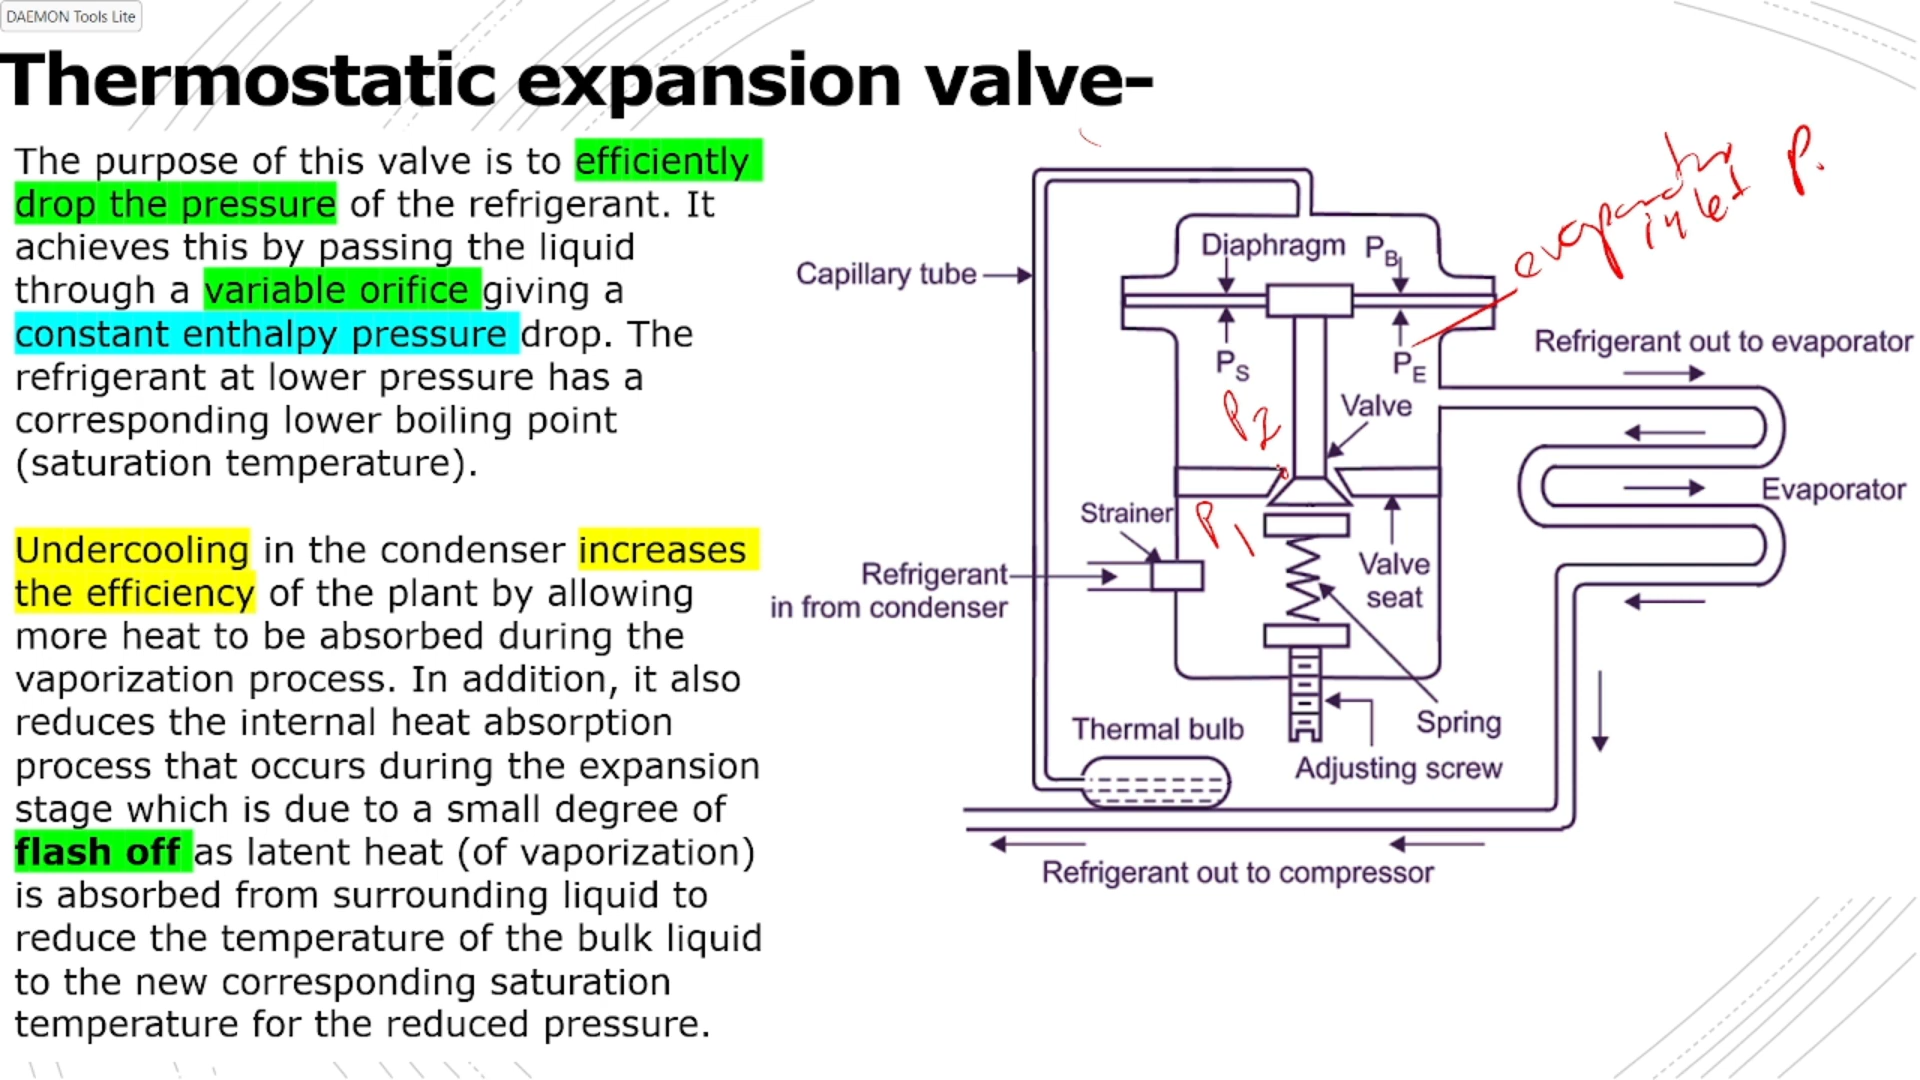 DAEMON Tools Lite
Thermostatic expansion valve-
The purpose of this valve is to efficiently
drop the pressure of the refrigerant. It
achieves this by passing the liquid
through a variable orifice giving a
constant enthalpy pressure drop. The
refrigerant at lower pressure has a
corresponding lower boiling point
(saturation temperature).
Undercooling in the condenser increases
the efficiency of the plant by allowing
more heat to be absorbed during the
vaporization process. In addition, it also
reduces the internal heat absorption
process that occurs during the expansion
stage which is due to a small degree of
flash off as latent heat (of vaporization)
is absorbed from surrounding liquid to
reduce the temperature of the bulk liquid
to the new corresponding saturation
temperature for the reduced pressure.
Diaphragm PB
Capillary tube
PS
PE
evaporator
inlet P.
Refrigerant out to evaporator
P2
Valve
Evaporator
Strainer
P1
Valve
seat
Refrigerant
in from condenser
Spring
Thermal bulb
Adjusting screw
Refrigerant out to compressor